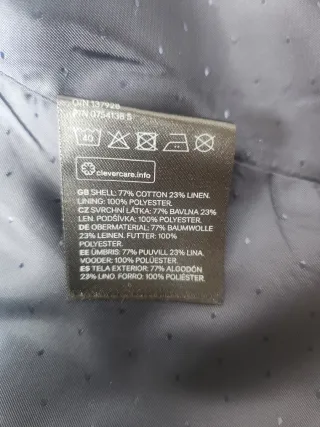 O/N 137926
P/N 0754138 S
40
clevercare.info
GB SHELL: 77% COTTON 23% LINEN.
LINING: 100% POLYESTER.
CZ SVRCHNÍ LÁTKA: 77% BAVLNA 23%
LEN. PODŠÍVKA: 100% POLYESTER.
DE OBERMATERIAL: 77% BAUMWOLLE
23% LEINEN. FUTTER: 100%
POLYESTER.
EE ÜMBRIS: 77% PUUVILL 23% LINA.
VOODER: 100% POLÜESTER.
ES TELA EXTERIOR: 77% ALGODÓN
23% LINO. FORRO: 100% POLIÉSTER.